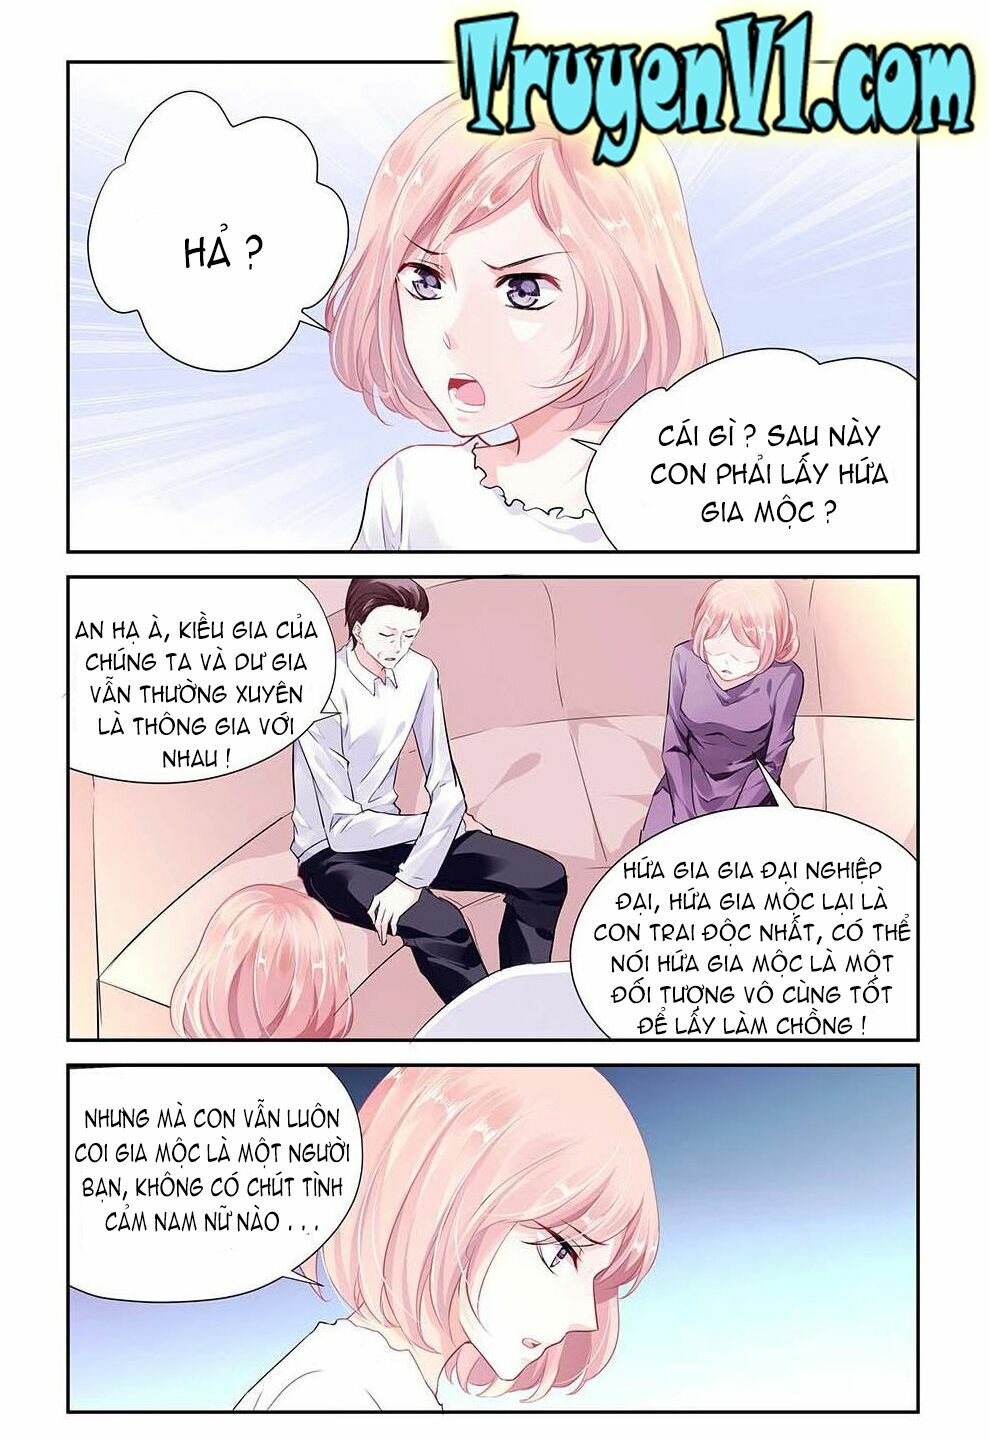 TruyenV1.com
HẢ ?
CÁI GÌ ? SAU NÀY
CON PHẢI LẤY HỨA
GIA MỘC ?
AN HẠ À, KIỀU GIA CỦA
CHÚNG TA VÀ DƯ GIA
VẪN THƯỜNG XUYÊN
LÀ THÔNG GIA VỚI
NHAU !
HỨA GIA GIA ĐẠI NGHIỆP
ĐẠI, HỨA GIA MỘC LẠI LÀ
CON TRAI ĐỘC NHẤT, CÓ THỂ
NÓI HỨA GIA MỘC LÀ MỘT
ĐỐI TƯỢNG VÔ CÙNG TỐT
ĐỂ LẤY LÀM CHỒNG !
NHƯNG MÀ CON VẪN LUÔN
COI GIA MỘC LÀ MỘT NGƯỜI
BẠN, KHÔNG CÓ CHÚT TÌNH
CẢM NAM NỮ NÀO . . .